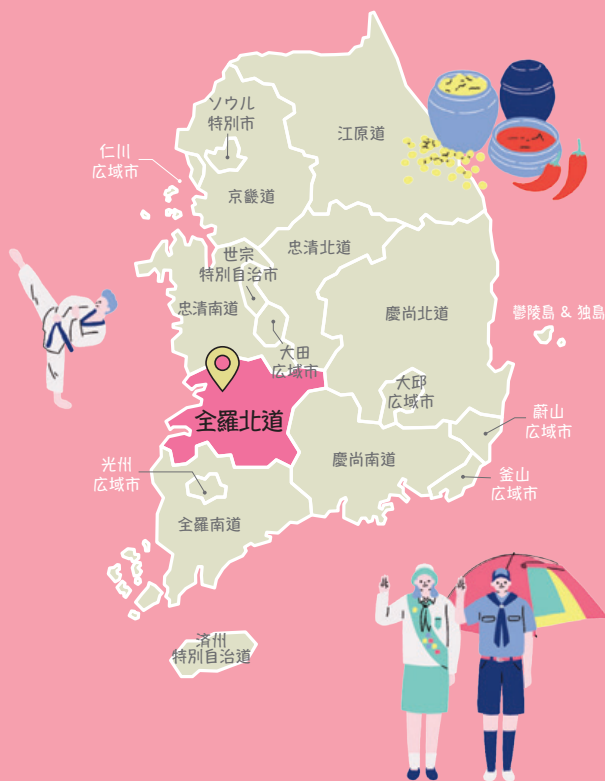 ソウル
特別市
江原道
仁川
広域市
京畿道
忠清北道
世宗
特別自治市
忠清南道
慶尚北道
鬱陵島 & 独島
大田
広域市
大邱
広域市
全羅北道
蔚山
広域市
慶尚南道
光州
広域市
釜山
広域市
全羅南道
済州
特別自治道